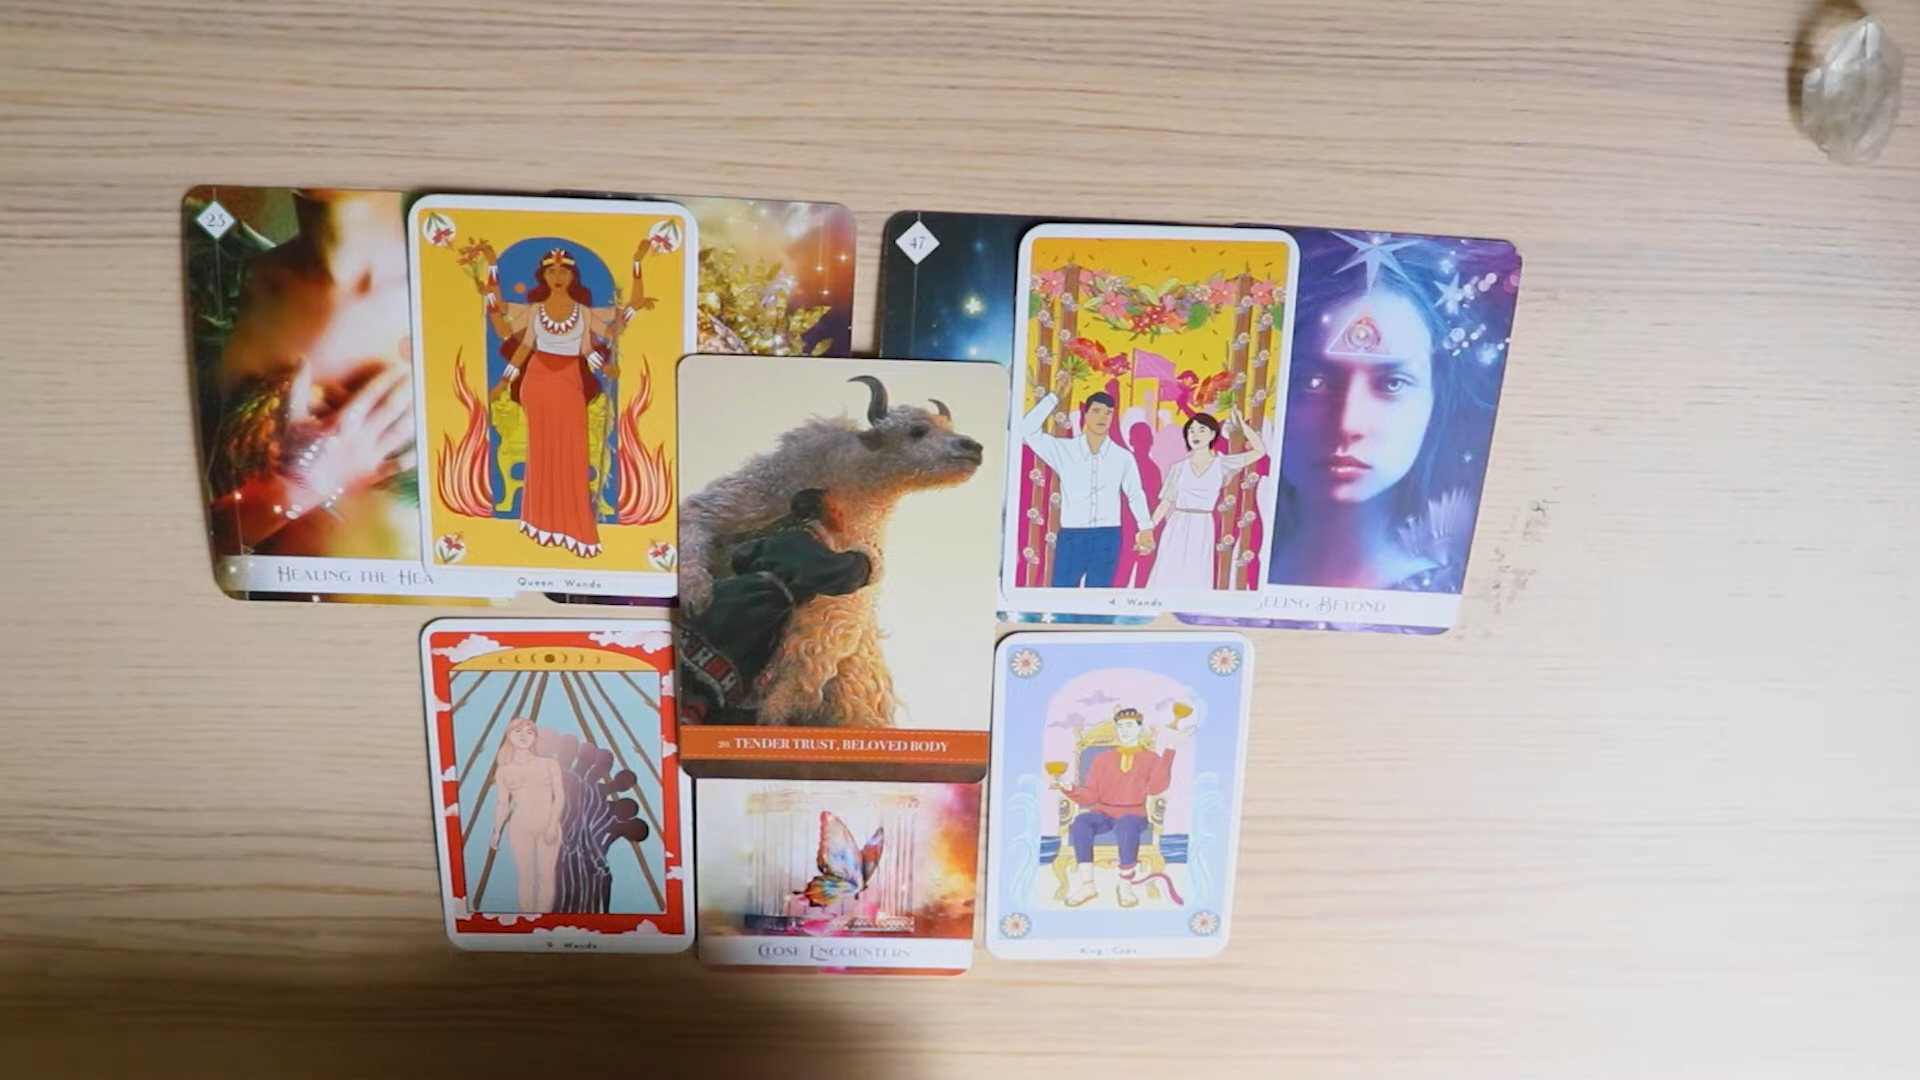 23
HEALING THE HEA
Queen Wands
47
4 Wands
SEEING BEYOND
20. TENDER TRUST, BELOVED BODY
9 Wands
CLOSE ENCOUNTERS
King Cups